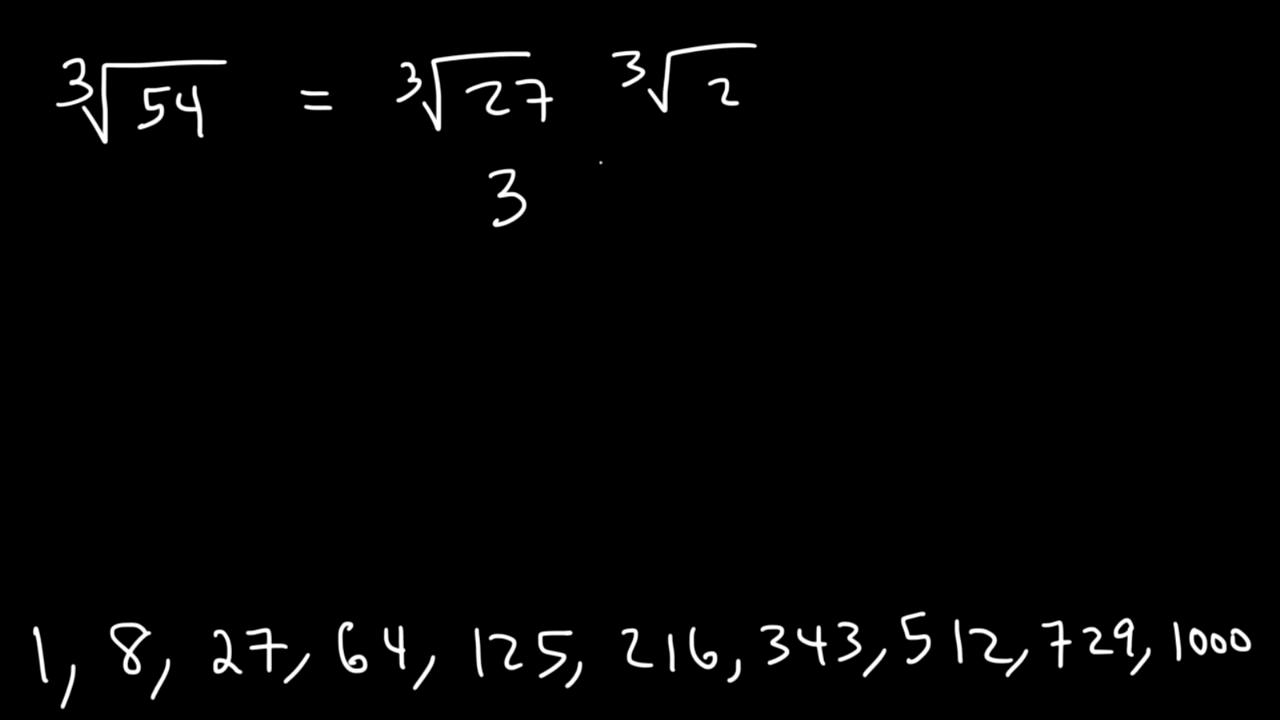 ∛54 = ∛27 ∛2
3
1, 8, 27, 64, 125, 216, 343, 512, 729, 1000